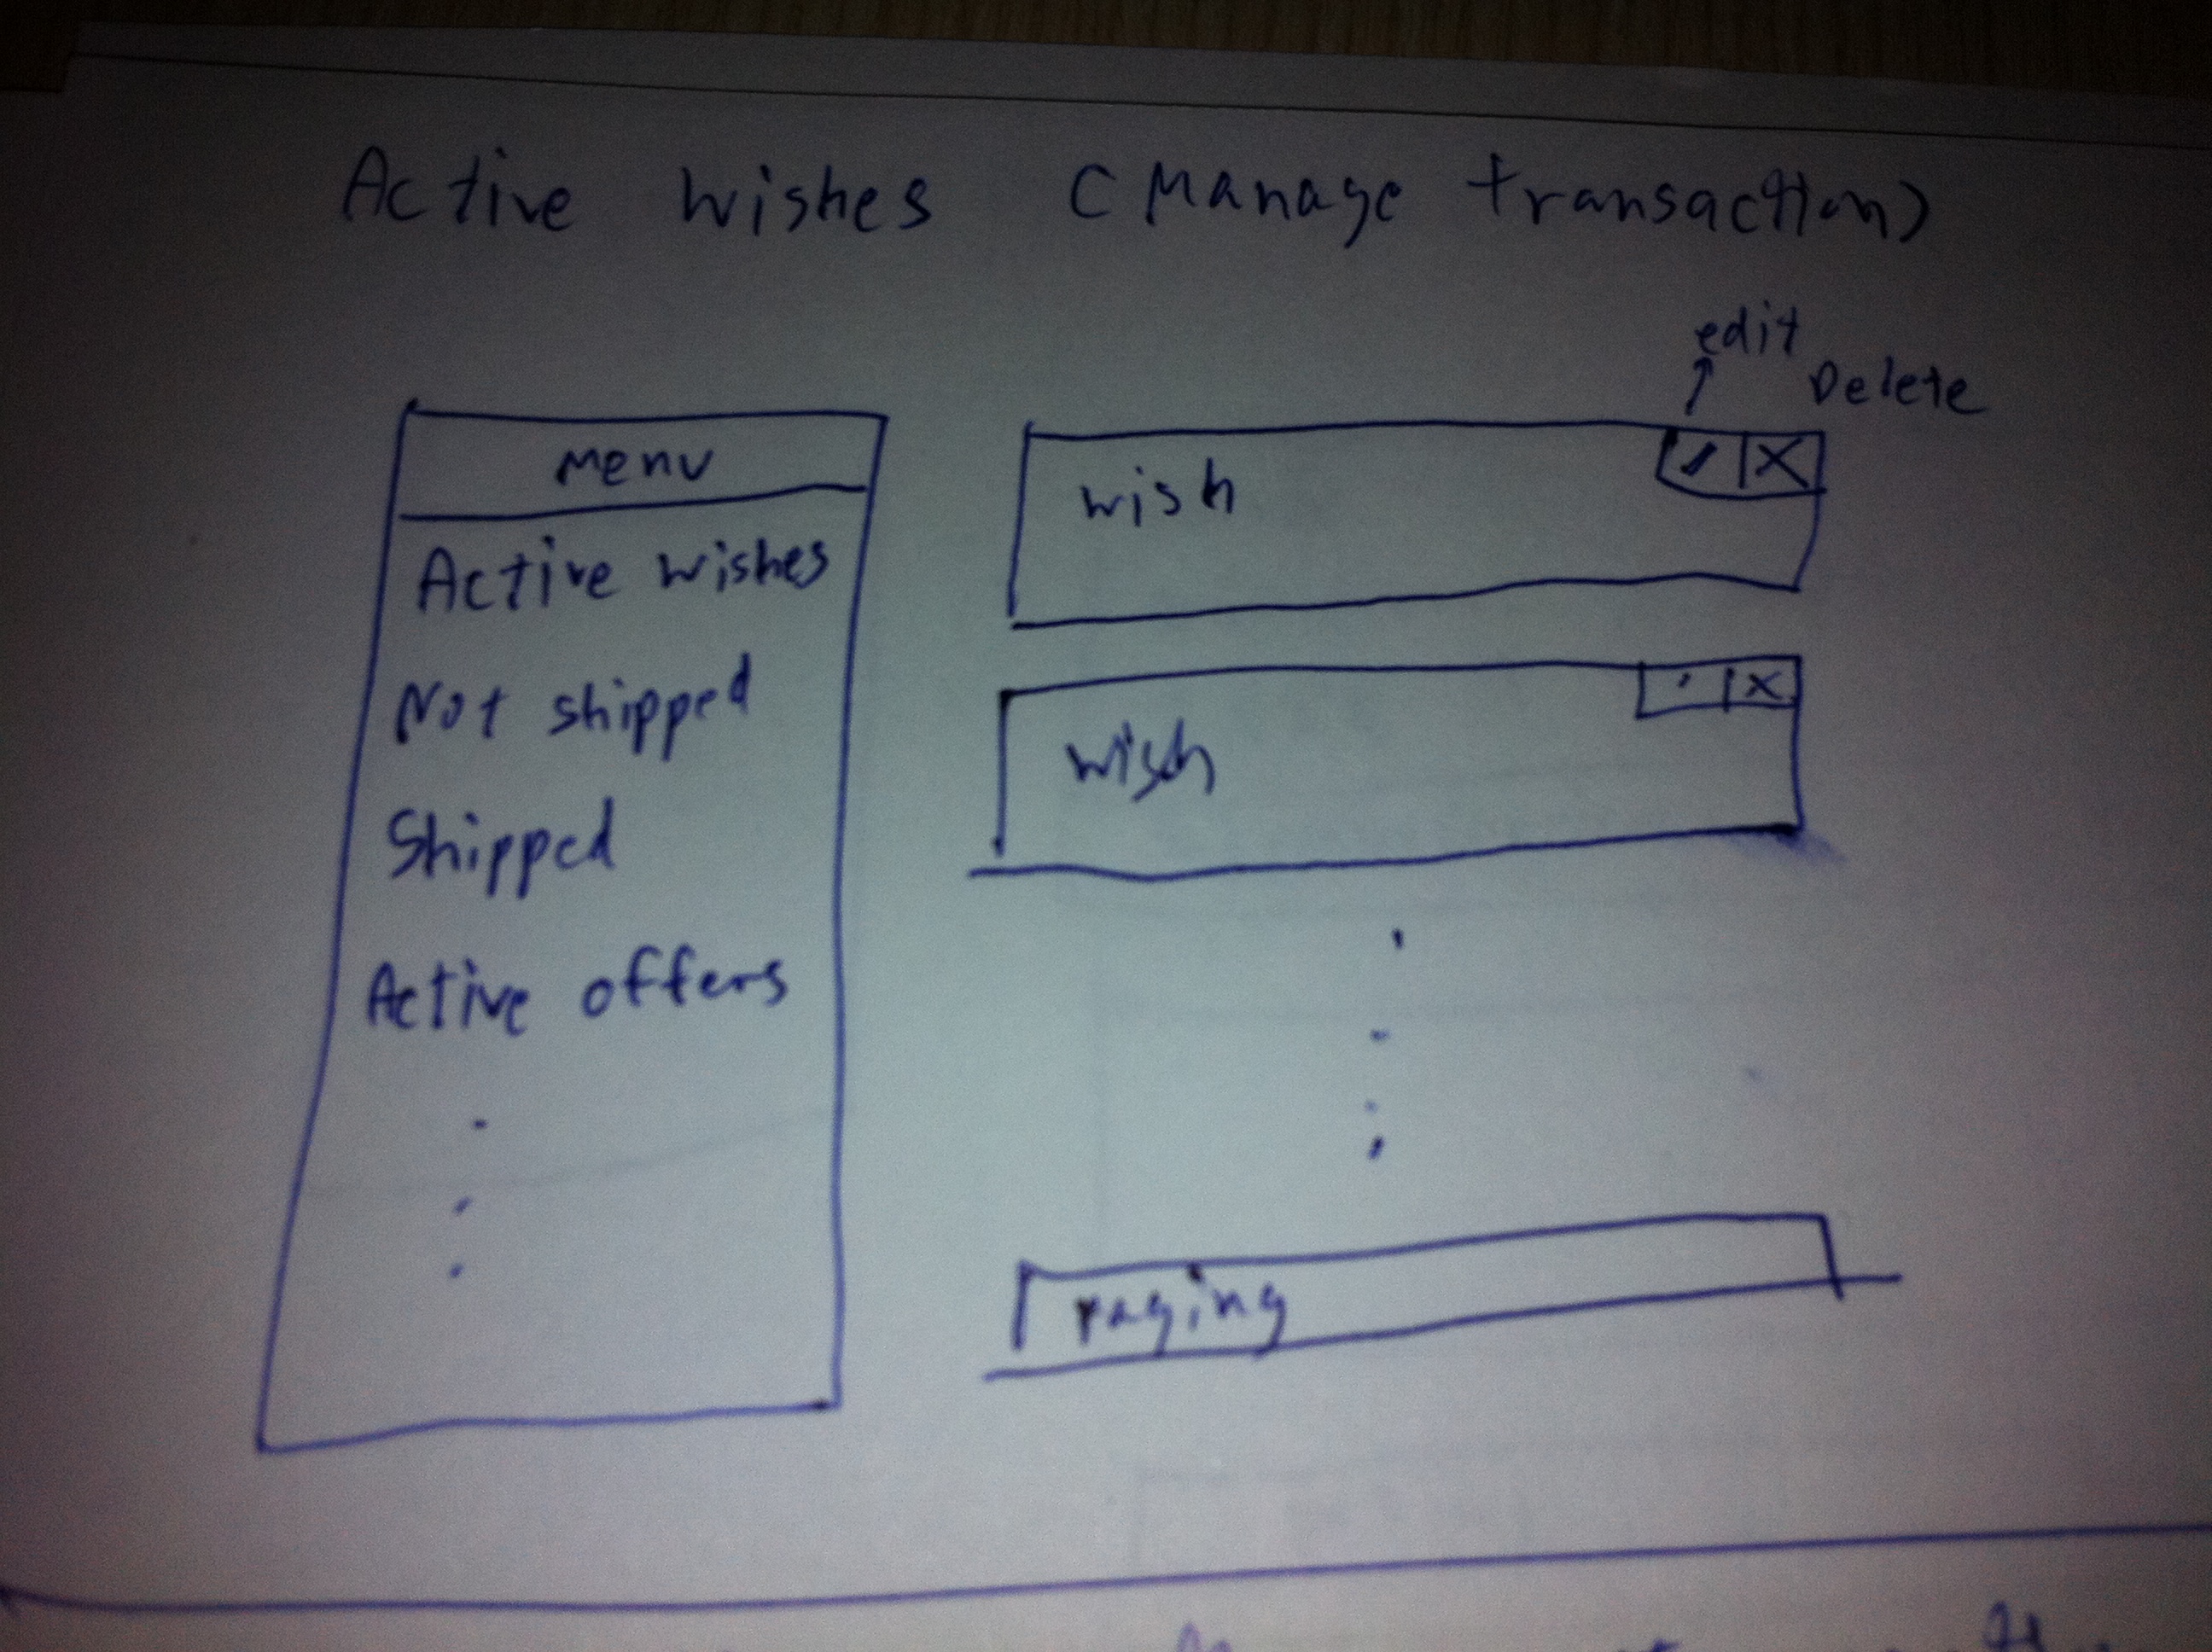 Active wishes (Manage transaction)
edit Delete
Menu
Active wishes
Not shipped
Shipped
Active offers
wish
X
wish
X
Paging